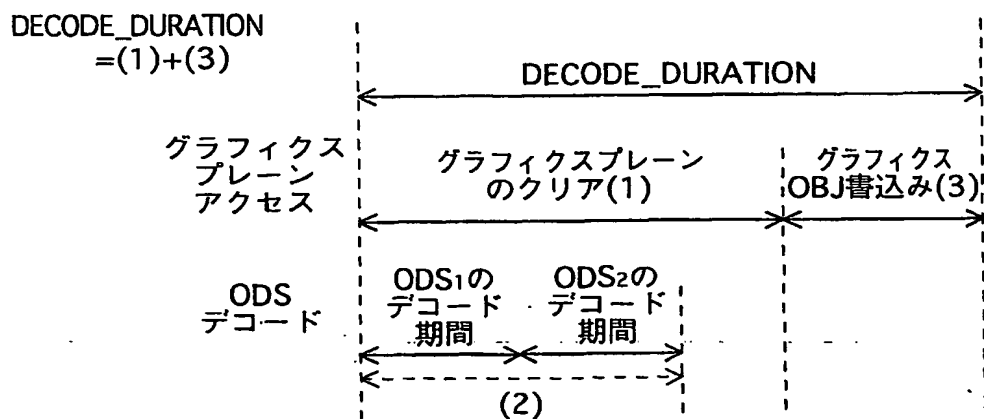 DECODE_DURATION
=(1)+(3)
DECODE_DURATION
グラフィクス
プレーン
アクセス
グラフィクスプレーン
のクリア(1)
グラフィクス
OBJ書込み(3)
ODS
デコード
ODS1の
デコード
期間
ODS2の
デコード
期間
(2)